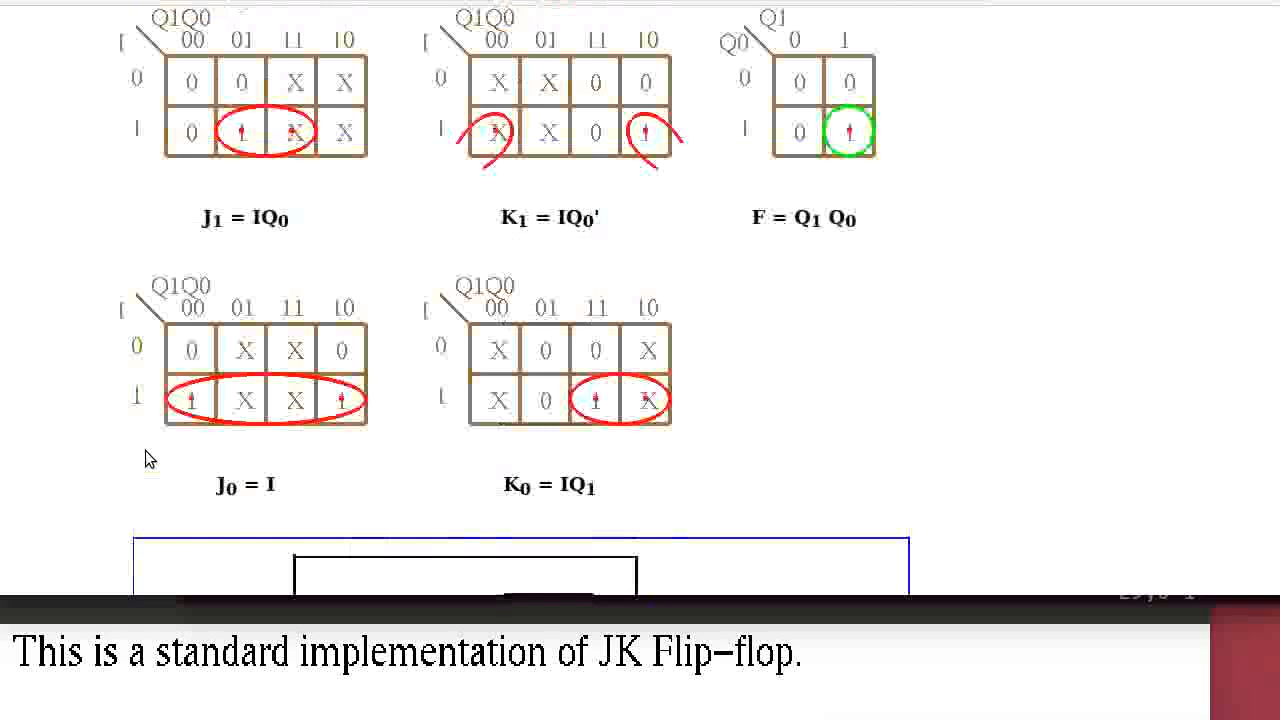 Q1Q0 Q1Q0 Q1
I 00 01 11 10 I 00 01 11 10 Q0 0 1
0 0 0 X X 0 X X 0 0 0 0 0
1 0 1 X X 1 X X 0 1 1 0 1
J1 = IQ0 K1 = IQ0' F = Q1 Q0
Q1Q0 Q1Q0
I 00 01 11 10 I 00 01 11 10
0 0 X X 0 0 X 0 0 X
1 1 X X 1 1 X 0 1 X
J0 = I K0 = IQ1
This is a standard implementation of JK Flip-flop.